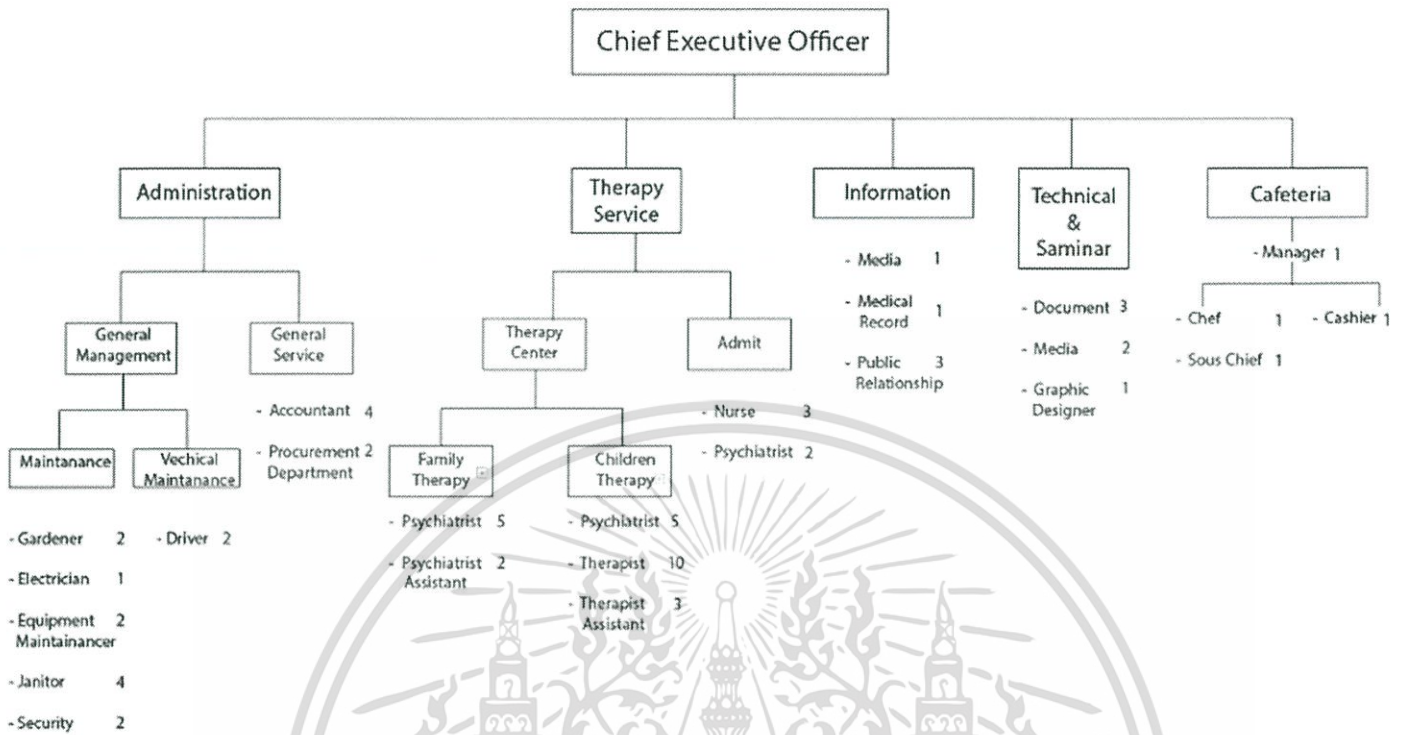 Chief Executive Officer
Administration
Therapy
Service
Information
Technical
&
Saminar
Cafeteria
General
Management
General
Service
- Accountant 4
- Procurement 2
Department
Maintanance
Vechical
Maintanance
- Gardener 2
- Electrician 1
- Equipment 2
Maintainancer
- Janitor 4
- Security 2
- Driver 2
Therapy
Center
Admit
- Nurse 3
- Psychiatrist 2
Family
Therapy
- Psychiatrist 5
- Psychiatrist 2
Assistant
Children
Therapy
- Psychiatrist 5
- Therapist 10
- Therapist 3
Assistant
- Media 1
- Medical 1
Record
- Public 3
Relationship
- Document 3
- Media 2
- Graphic 1
Designer
- Manager 1
- Chef 1
- Sous Chief 1
- Cashier 1